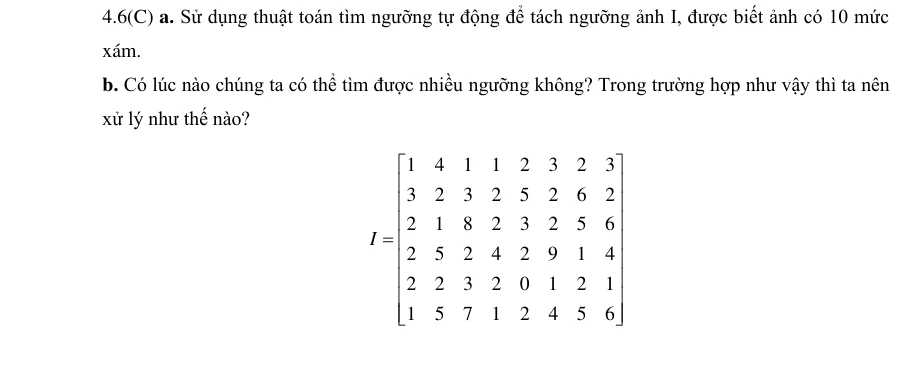 4.6(C) a. Sử dụng thuật toán tìm ngưỡng tự động để tách ngưỡng ảnh I, được biết ảnh có 10 mức
xám.
b. Có lúc nào chúng ta có thể tìm được nhiều ngưỡng không? Trong trường hợp như vậy thì ta nên
xử lý như thế nào?
1 4 1 1 2 3 2 3
3 2 3 2 5 2 6 2
2 1 8 2 3 2 5 6
I =
2 5 2 4 2 9 1 4
2 2 3 2 0 1 2 1
1 5 7 1 2 4 5 6